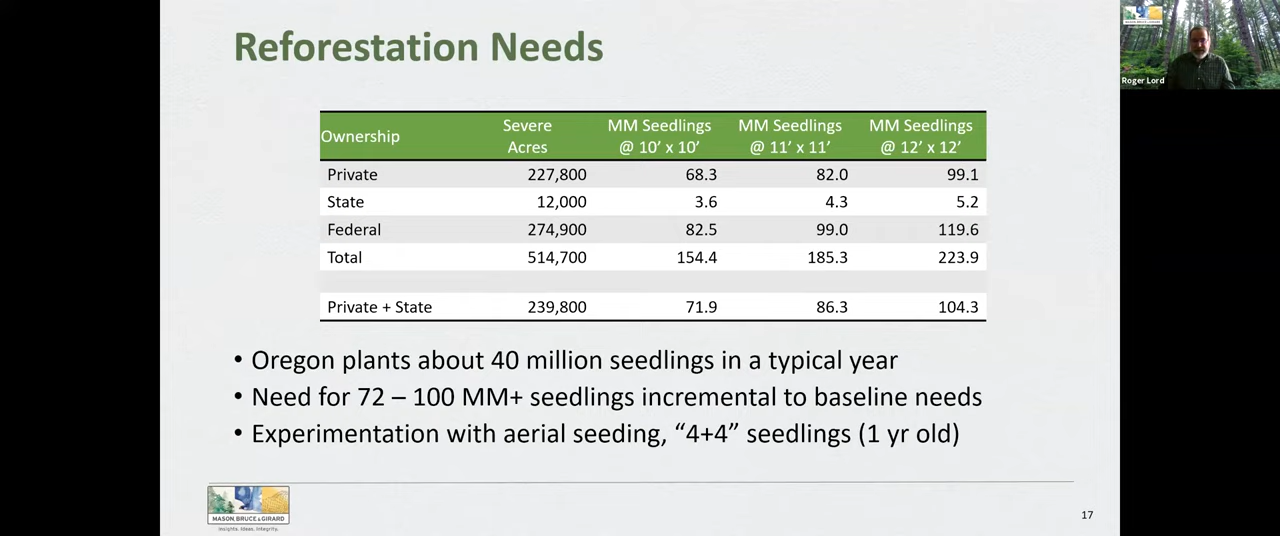 Reforestation Needs
Ownership Severe Acres MM Seedlings @ 10' x 10' MM Seedlings @ 11' x 11' MM Seedlings @ 12' x 12'
Private 227,800 68.3 82.0 99.1
State 12,000 3.6 4.3 5.2
Federal 274,900 82.5 99.0 119.6
Total 514,700 154.4 185.3 223.9
Private + State 239,800 71.9 86.3 104.3
• Oregon plants about 40 million seedlings in a typical year
• Need for 72 – 100 MM+ seedlings incremental to baseline needs
• Experimentation with aerial seeding, “4+4” seedlings (1 yr old)
MASON, BRUCE & GIRARD
Insights. Ideas. Integrity.
17
MASON, BRUCE & GIRARD
Roger Lord